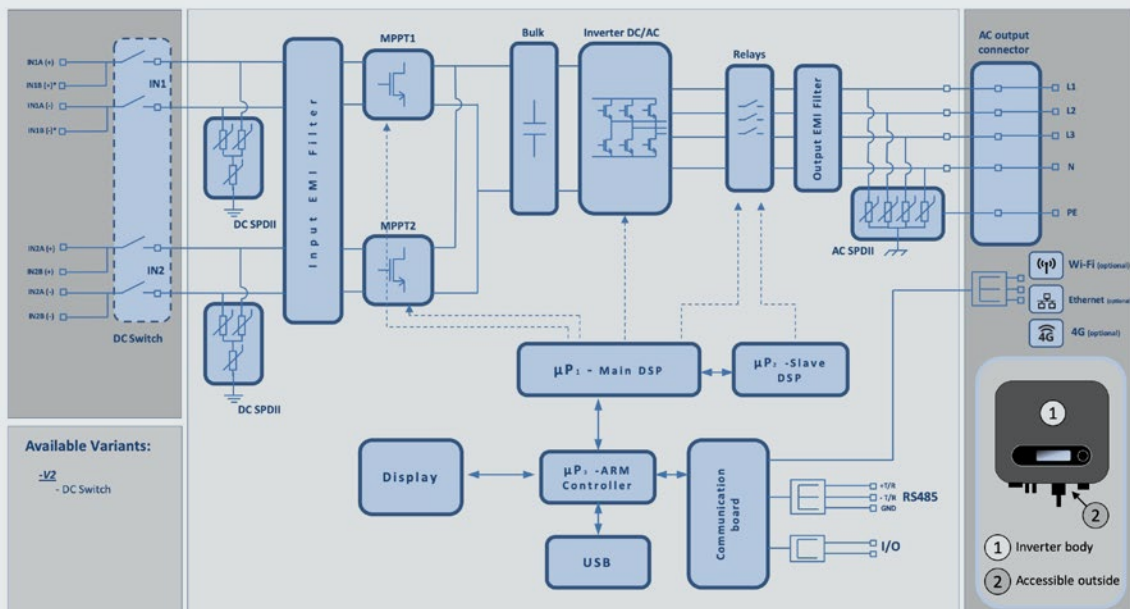 MPPT1
Bulk
Inverter DC/AC
Relays
AC output
connector
IN1A (+)
IN1B (+)*
IN1A (-)
IN1B (-)*
IN1
Input EMI Filter
Output EMI Filter
L1
L2
L3
N
PE
DC SPDII
MPPT2
AC SPDII
IN2A (+)
IN2B (+)
IN2A (-)
IN2B (-)
IN2
DC Switch
DC SPDII
Wi-Fi (optional)
Ethernet (optional)
4G
4G (optional)
µP₁ - Main DSP
µP₂ -Slave
DSP
Available Variants:
-V2
- DC Switch
Display
µP₃ -ARM
Controller
USB
Communication
board
+T/R
- T/R
GND
RS485
I/O
1
2
1 Inverter body
2 Accessible outside